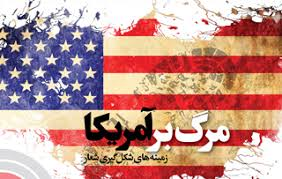 مرگ بر آمریکا
زمینه های شکل گیری شعار